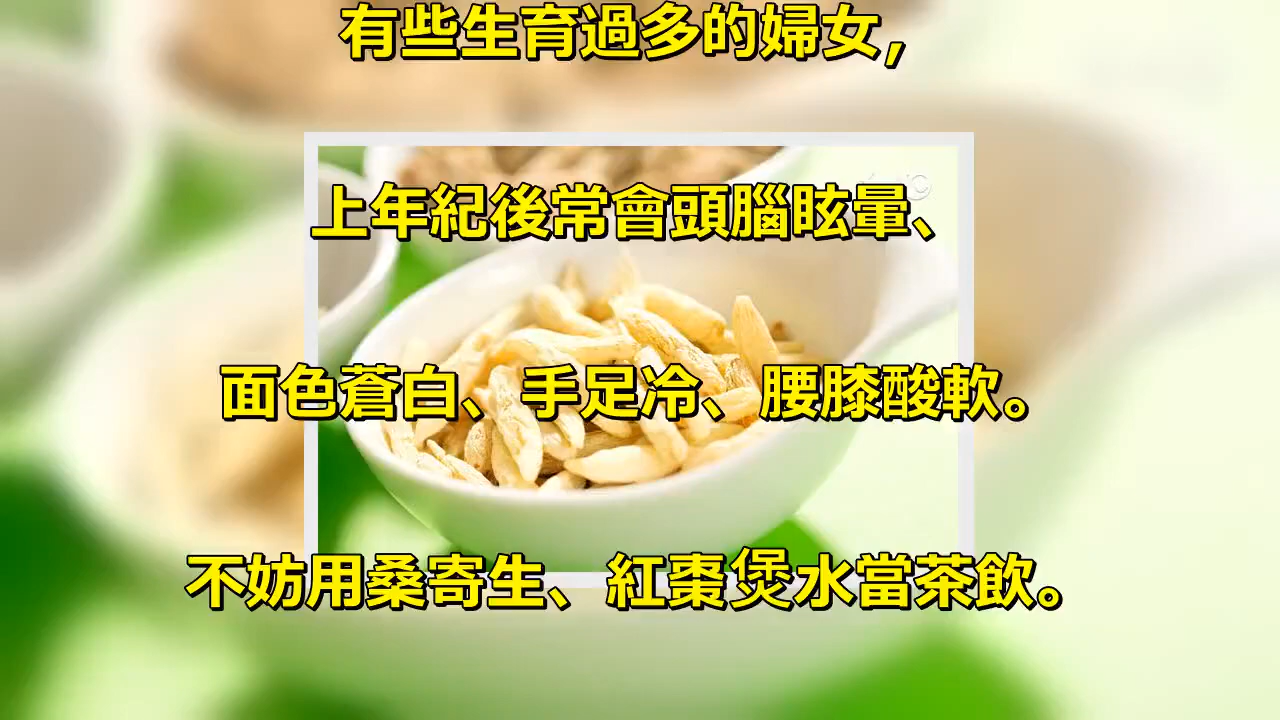 有些生育過多的婦女,
上年紀後常會頭腦眩暈、
面色蒼白、手足冷、腰膝酸軟。
不妨用桑寄生、紅棗煲水當茶飲。